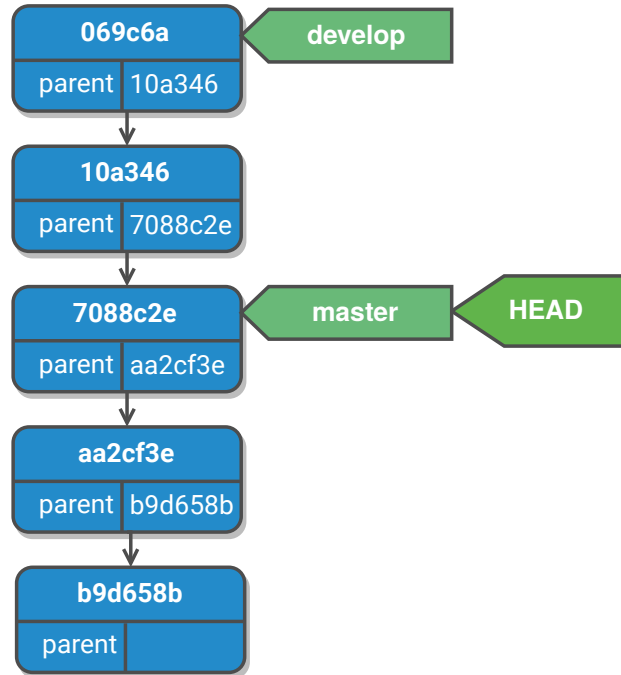 069c6a
develop
parent 10a346
10a346
parent 7088c2e
7088c2e
master
HEAD
parent aa2cf3e
aa2cf3e
parent b9d658b
b9d658b
parent